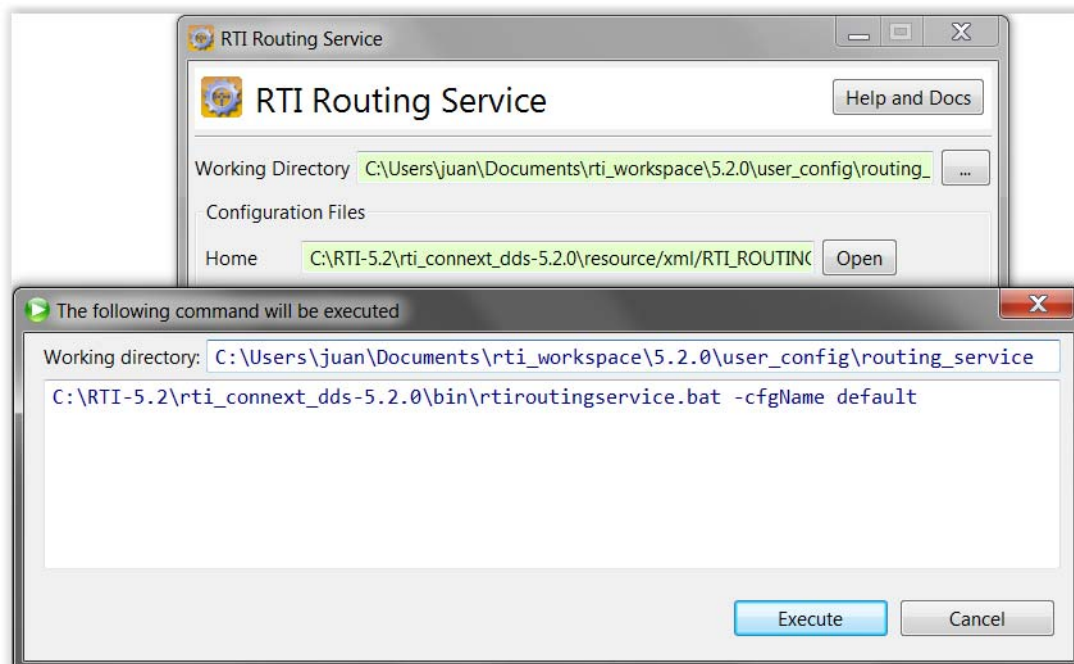 RTI Routing Service
RTI Routing Service
Help and Docs
Working Directory C:\Users\juan\Documents\rti_workspace\5.2.0\user_config\routing_ ...
Configuration Files
Home C:\RTI-5.2\rti_connext_dds-5.2.0\resource/xml/RTI_ROUTING Open
The following command will be executed
Working directory: C:\Users\juan\Documents\rti_workspace\5.2.0\user_config\routing_service
C:\RTI-5.2\rti_connext_dds-5.2.0\bin\rtiroutingservice.bat -cfgName default
Execute Cancel